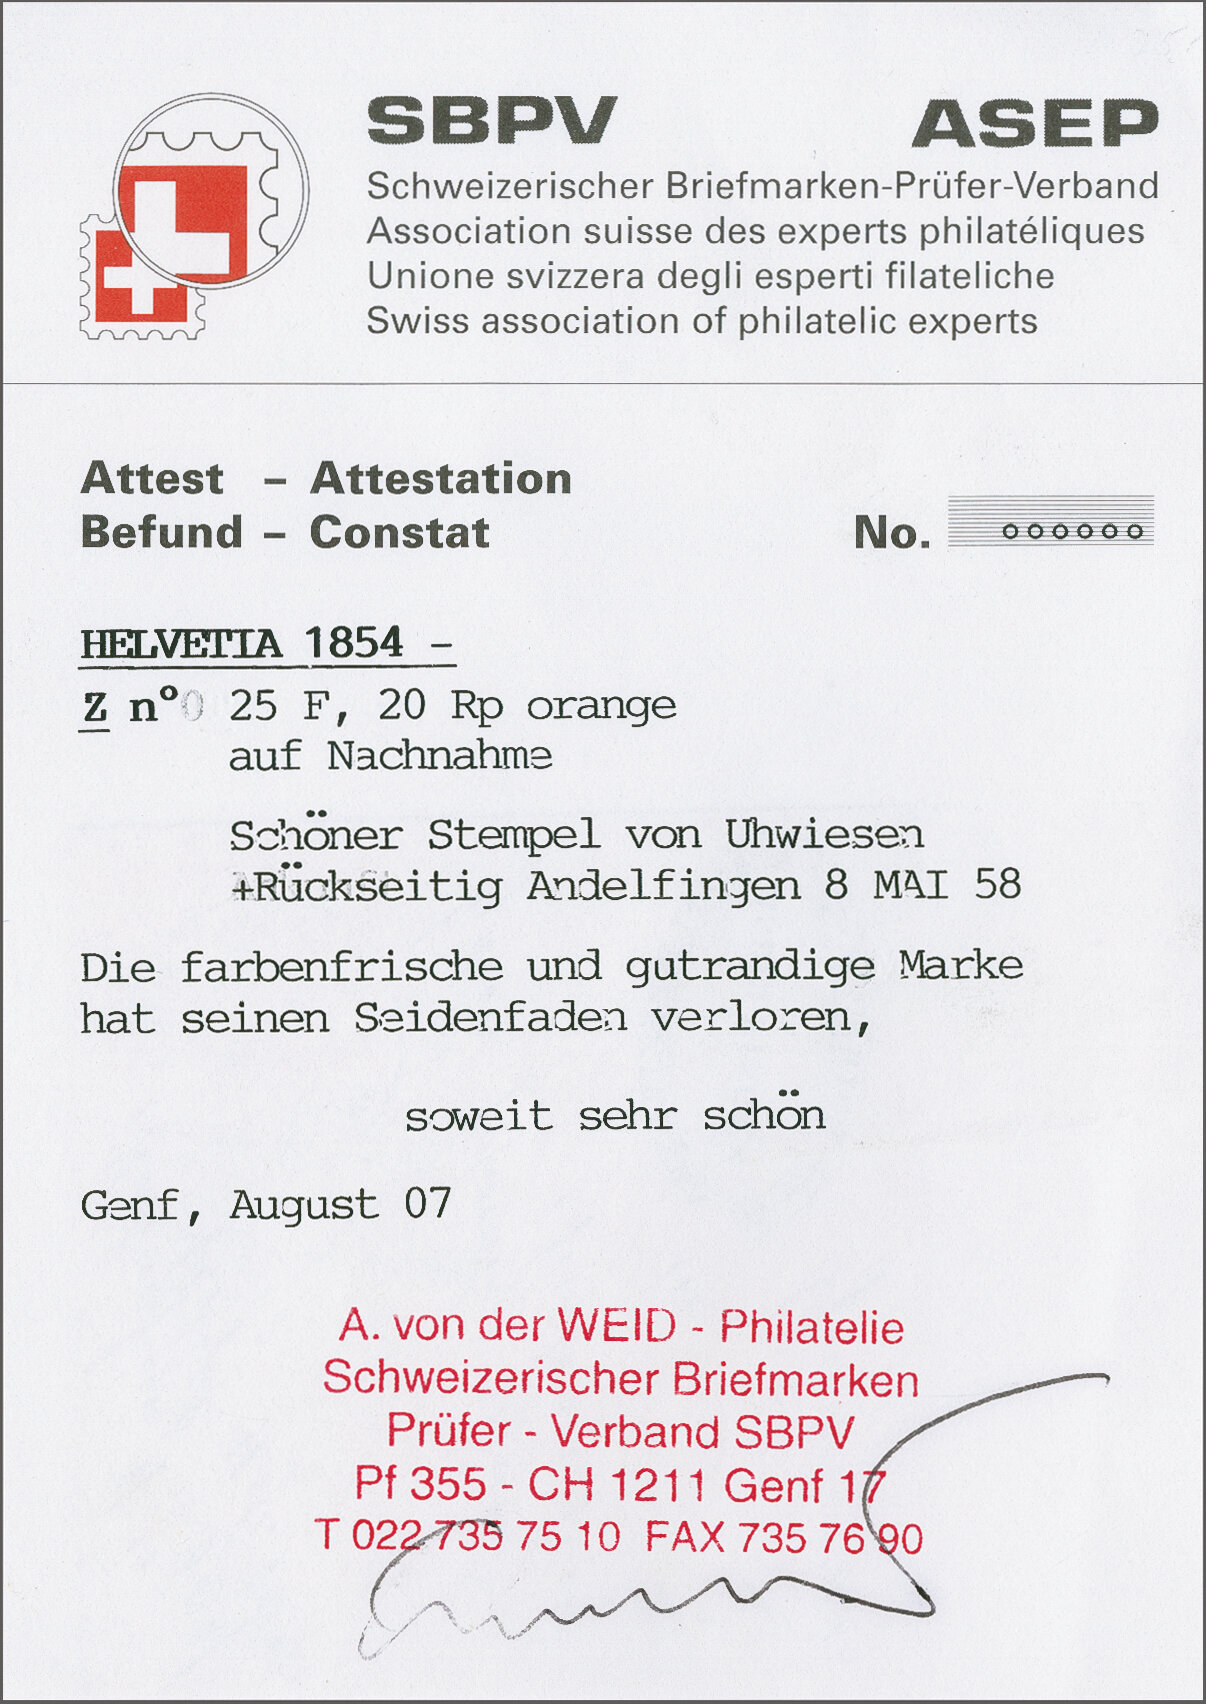 SBPV ASEP
Schweizerischer Briefmarken-Prüfer-Verband
Association suisse des experts philatéliques
Unione svizzera degli esperti filateliche
Swiss association of philatelic experts
Attest – Attestation
Befund – Constat
No. oooooo
HELVETIA 1854 –
Z nº 25 F, 20 Rp orange
auf Nachnahme
Schöner Stempel von Uhwiesen
+Rückseitig Andelfingen 8 MAI 58
Die farbenfrische und gutrandige Marke
hat seinen Seidenfaden verloren,
soweit sehr schön
Genf, August 07
A. von der WEID - Philatelie
Schweizerischer Briefmarken
Prüfer - Verband SBPV
Pf 355 - CH 1211 Genf 17
T 022 735 75 10 FAX 735 76 90